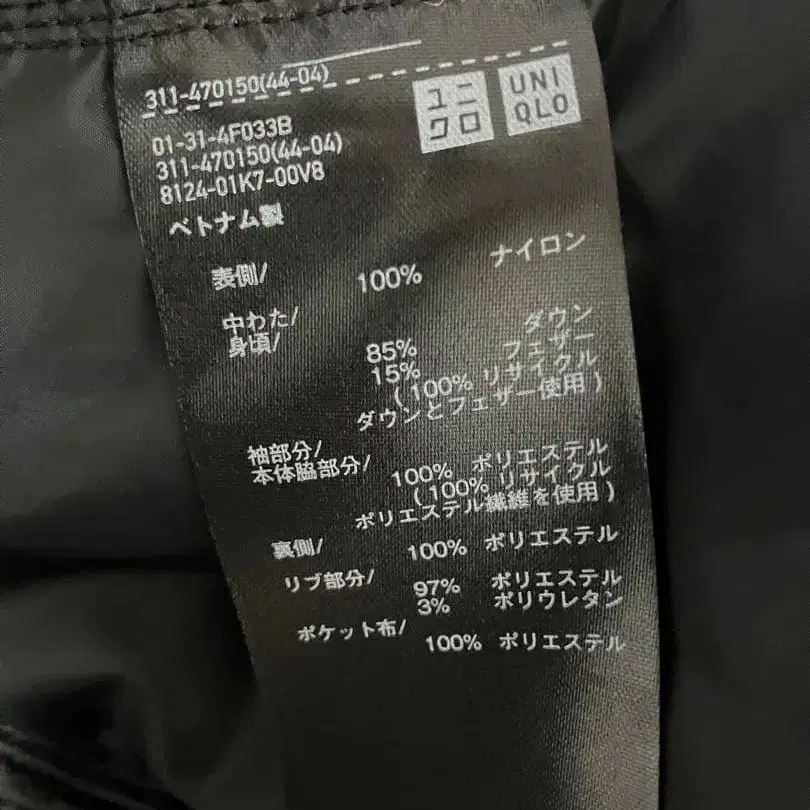 311-470150(44-04)
ユニ
クロ
UNI
QLO
01-31-4F033B
311-470150(44-04)
8124-01K7-00V8
ベトナム製
表側/ 100% ナイロン
中わた/
身頃/ 85% ダウン
15% フェザー
(100% リサイクル
ダウンとフェザー使用)
袖部分/
本体脇部分/ 100% ポリエステル
(100% リサイクル
ポリエステル繊維を使用)
裏側/ 100% ポリエステル
リブ部分/ 97% ポリエステル
3% ポリウレタン
ポケット布/ 100% ポリエステル